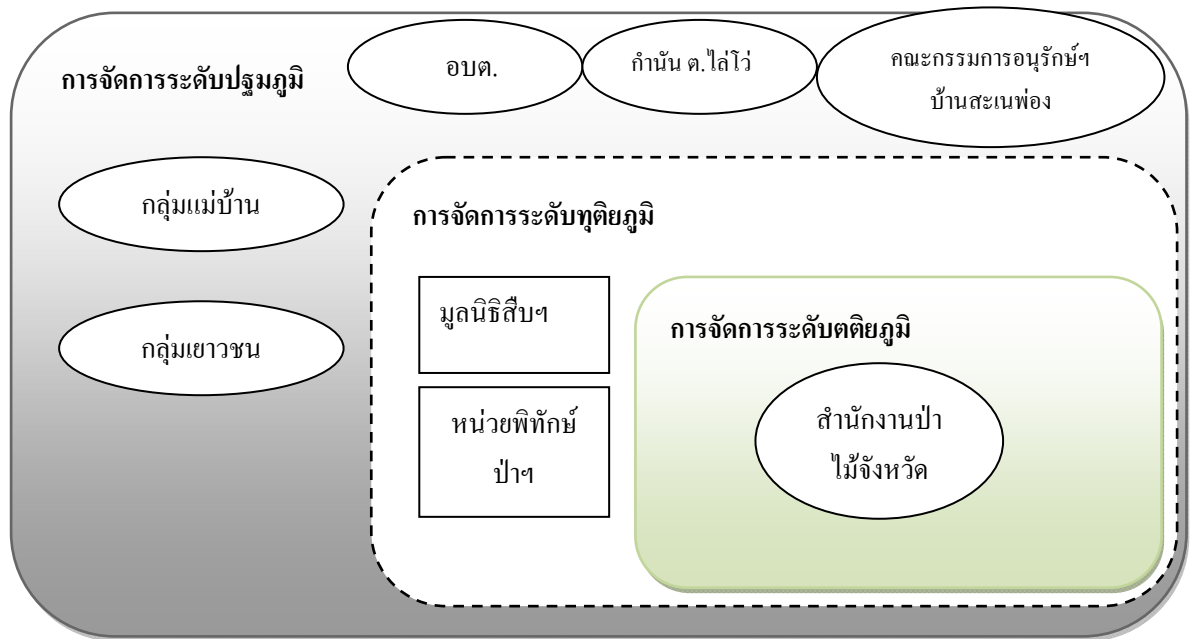 การจัดการระดับปฐมภูมิ
อบต.
กำนัน ต.ไล่โว่
คณะกรรมการอนุรักษ์ฯ
บ้านสะเนพ่อง
กลุ่มแม่บ้าน
กลุ่มเยาวชน
การจัดการระดับทุติยภูมิ
มูลนิธิสืบฯ
หน่วยพิทักษ์
ป่าฯ
การจัดการระดับตติยภูมิ
สำนักงานป่า
ไม้จังหวัด